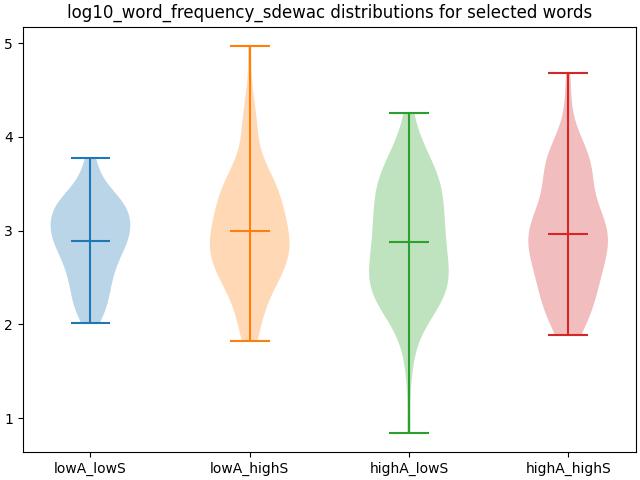 log10_word_frequency_sdewac distributions for selected words
5
4
3
2
1
lowA_lowS
lowA_highS
highA_lowS
highA_highS